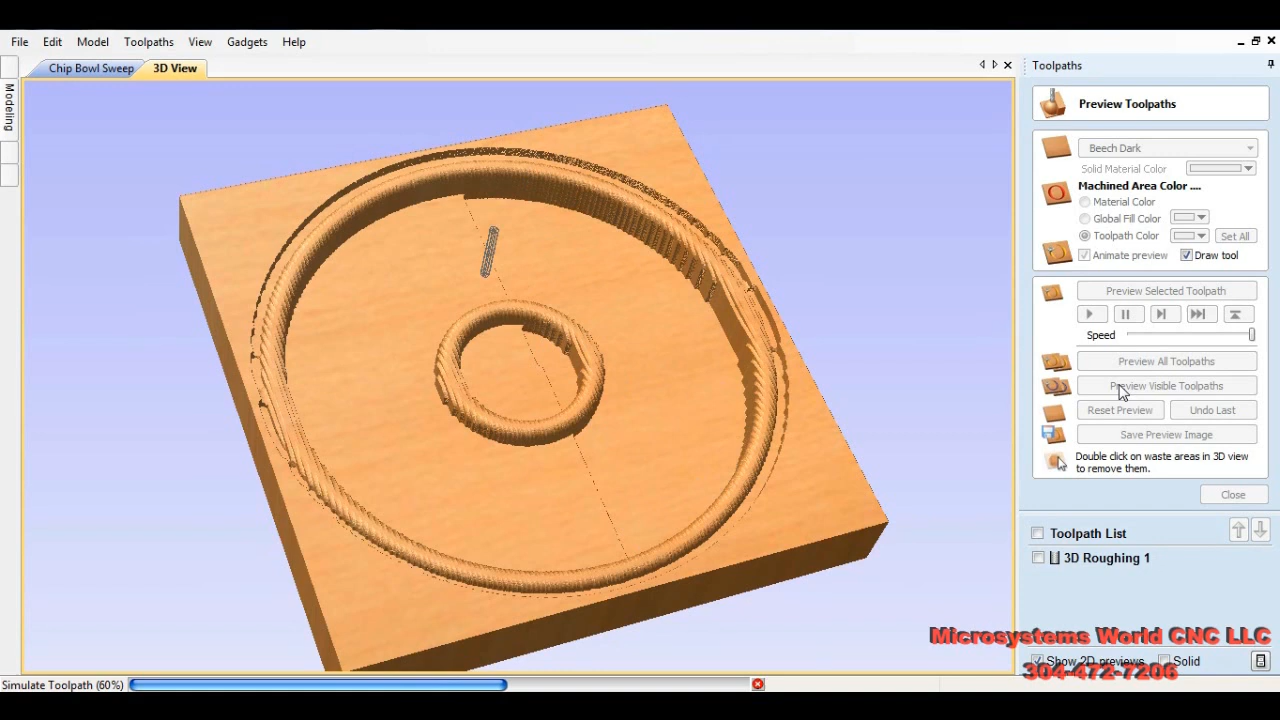 File Edit Model Toolpaths View Gadgets Help
Chip Bowl Sweep 3D View
Modeling
Toolpaths
Preview Toolpaths
Beech Dark
Solid Material Color
Machined Area Color ....
Material Color
Global Fill Color
Toolpath Color Set All
Animate preview Draw tool
Preview Selected Toolpath
Speed
Preview All Toolpaths
Preview Visible Toolpaths
Reset Preview Undo Last
Save Preview Image
Double click on waste areas in 3D view
to remove them.
Close
Toolpath List
3D Roughing 1
Microsystems World CNC LLC
Show 2D previews Solid
304-472-7206
Simulate Toolpath (60%)